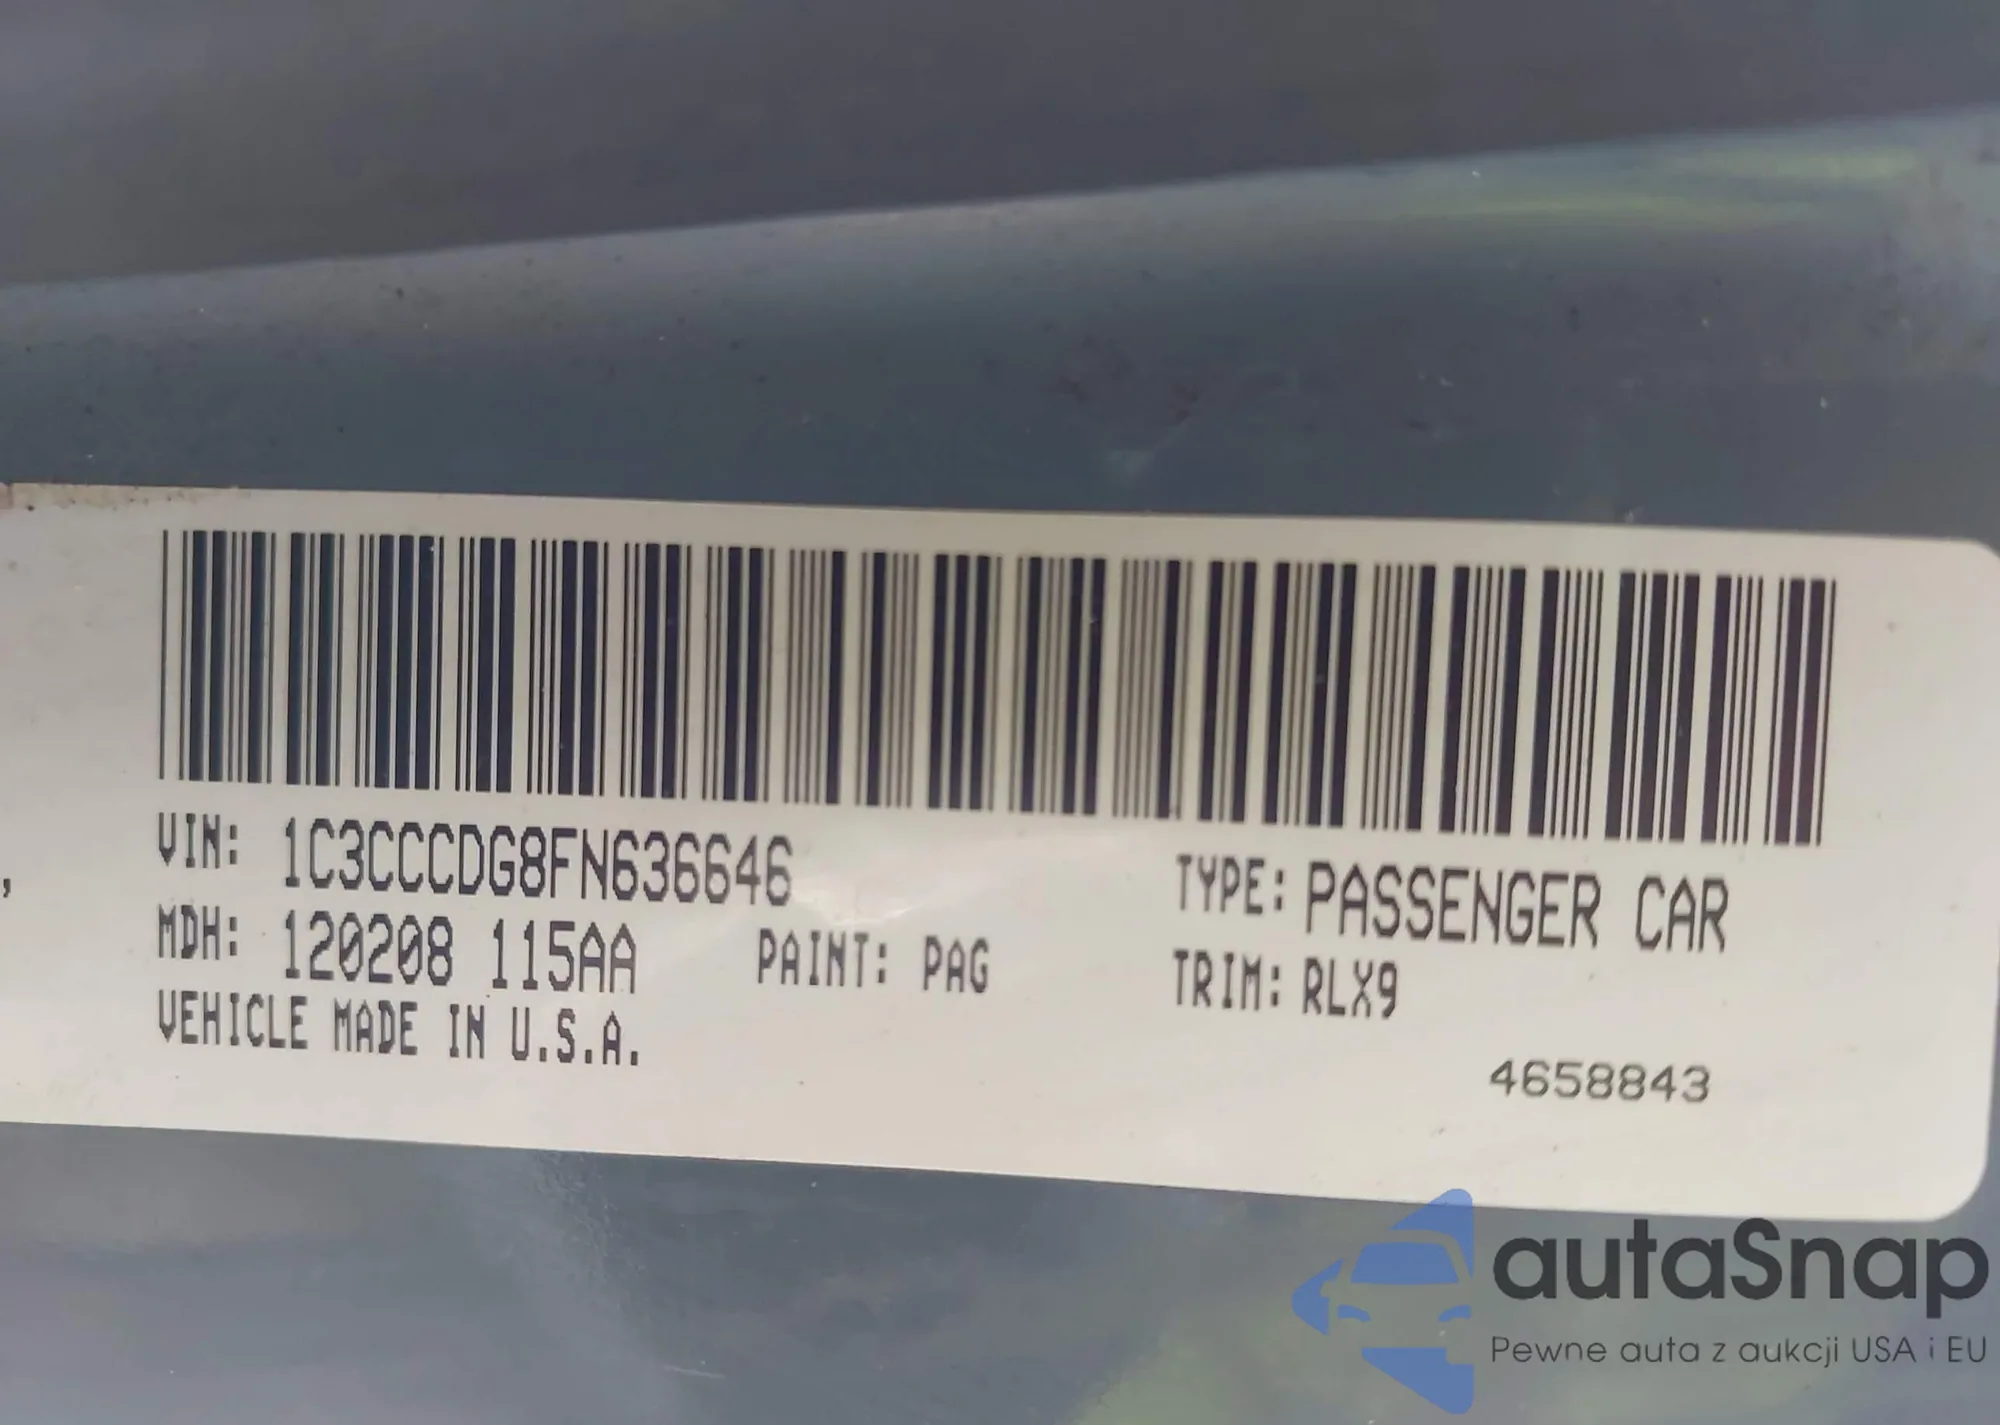 VIN: 1C3CCCDG8FN636646
TYPE: PASSENGER CAR
MDH: 120208 115AA
PAINT: PAG
TRIM: RLX9
VEHICLE MADE IN U.S.A.
4658843
autaSnap
Pewne auta z aukcji USA i EU